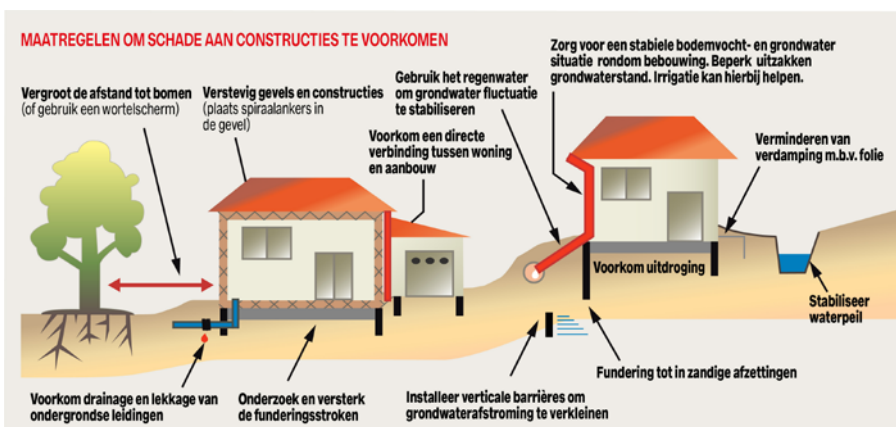 MAATREGELEN OM SCHADE AAN CONSTRUCTIES TE VOORKOMEN
Vergroot de afstand tot bomen
(of gebruik een wortelscherm)
Verstevig gevels en constructies
(plaats spiraalankers in
de gevel)
Voorkom een directe
verbinding tussen woning
en aanbouw
Gebruik het regenwater
om grondwater fluctuatie
te stabiliseren
Zorg voor een stabiele bodemvocht- en grondwater
situatie rondom bebouwing. Beperk uitzakken
grondwaterstand. Irrigatie kan hierbij helpen.
Verminderen van
verdamping m.b.v. folie
Voorkom uitdroging
Stabiliseer
waterpeil
Voorkom drainage en lekkage van
ondergrondse leidingen
Onderzoek en versterk
de funderingsstroken
Installeer verticale barrières om
grondwaterafstroming te verkleinen
Fundering tot in zandige afzettingen